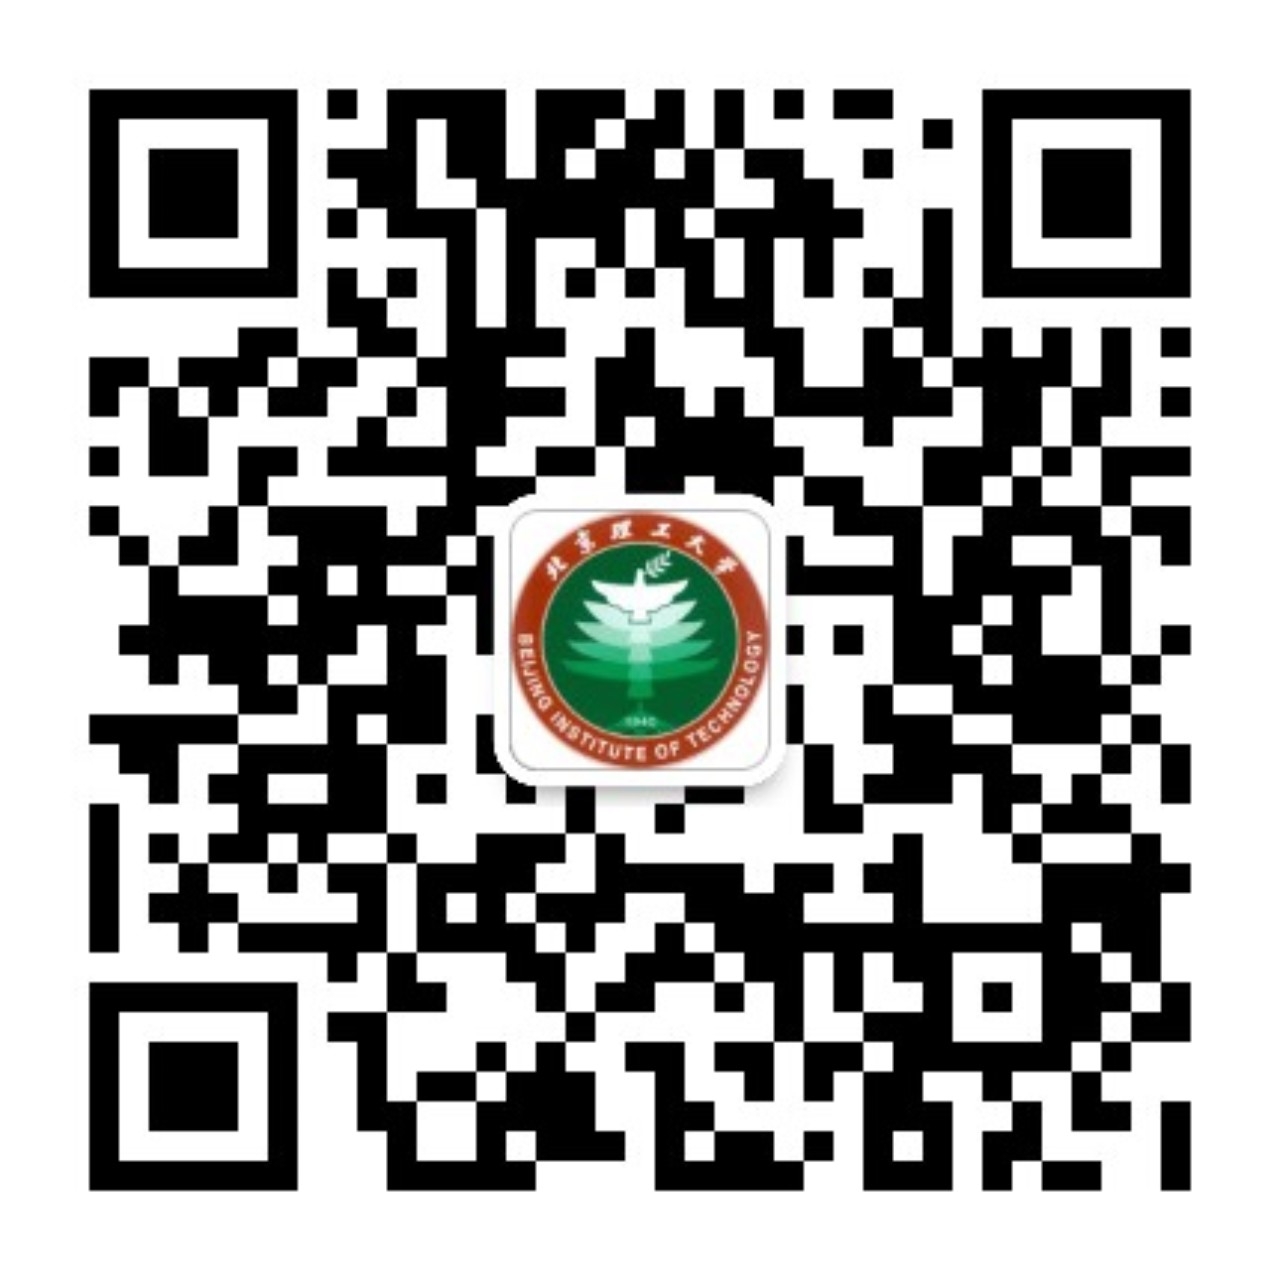 北京理工大学
BEIJING INSTITUTE OF TECHNOLOGY
1940